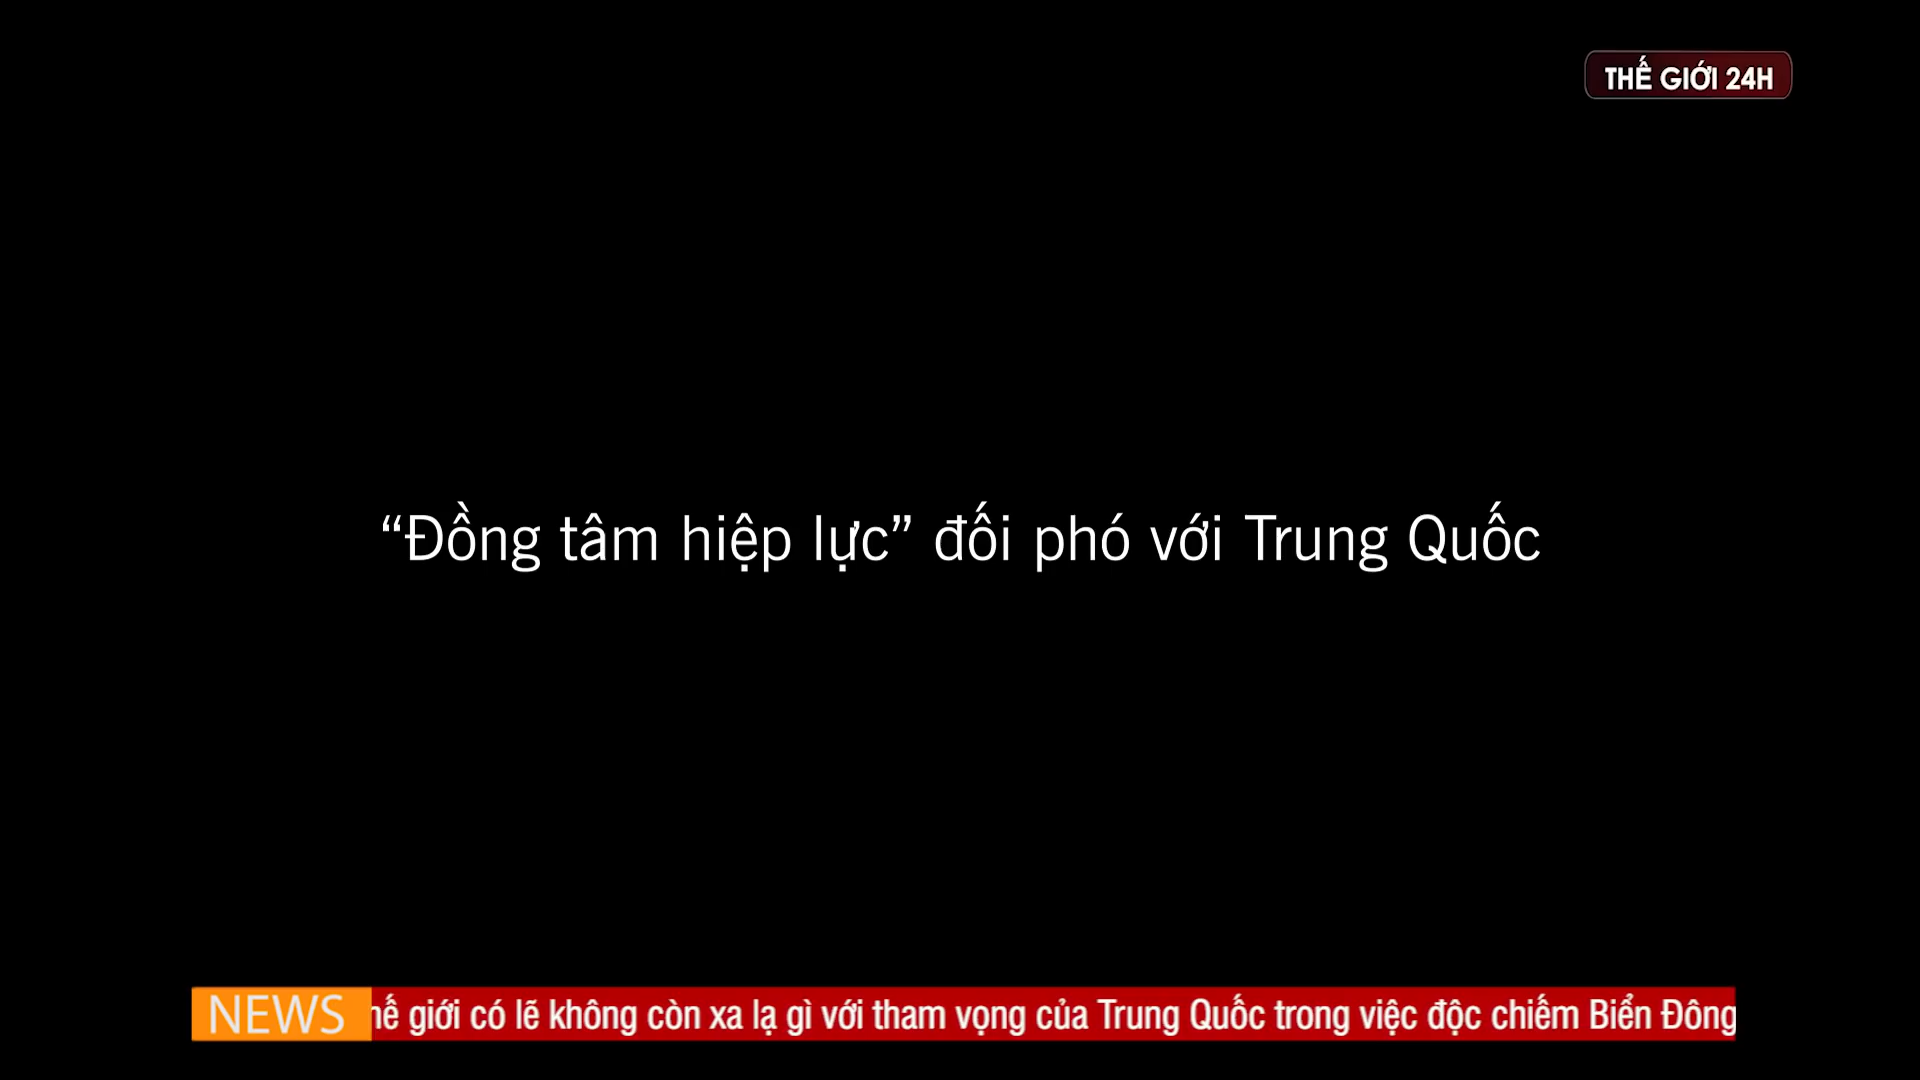 THẾ GIỚI 24H
“Đồng tâm hiệp lực” đối phó với Trung Quốc
NEWS giới có lẽ không còn xa lạ gì với tham vọng của Trung Quốc trong việc độc chiếm Biển Đông